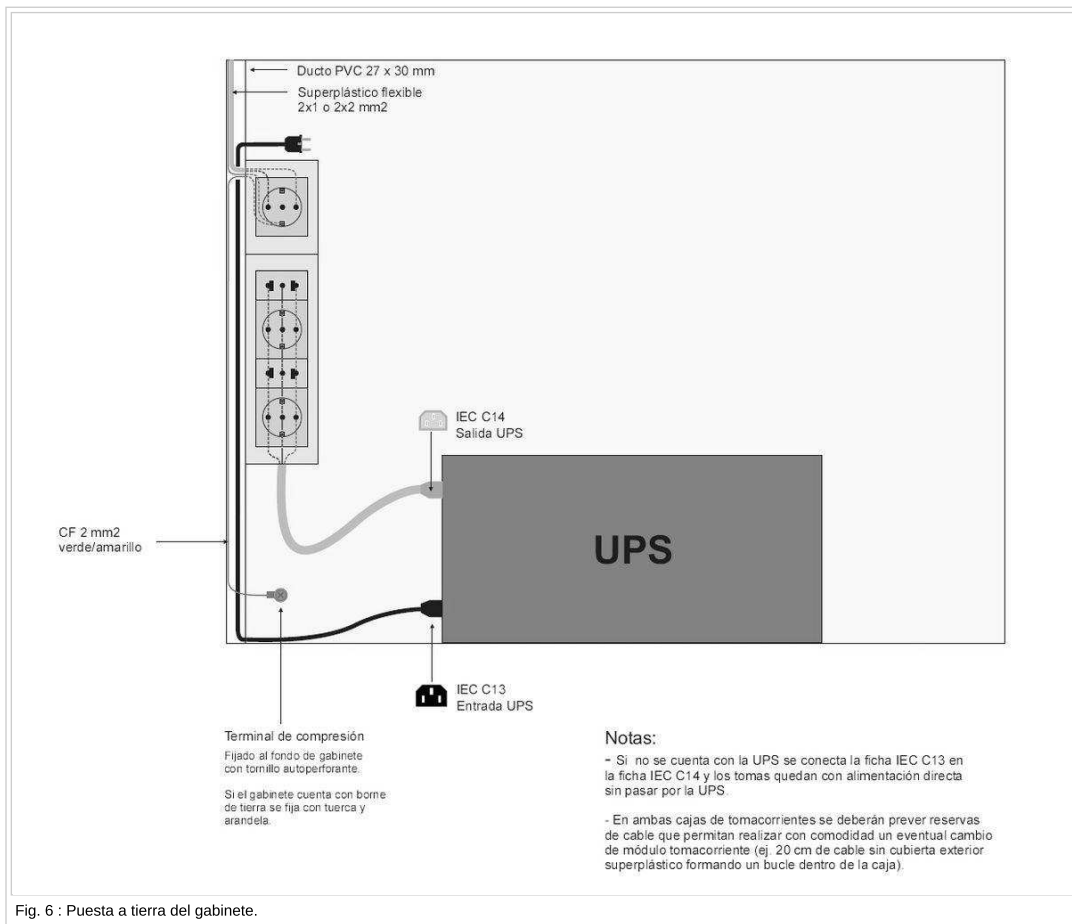 Ducto PVC 27 x 30 mm
Superplástico flexible
2x1 o 2x2 mm2
IEC C14
Salida UPS
UPS
CF 2 mm2
verde/amarillo
IEC C13
Entrada UPS
Terminal de compresión
Fijado al fondo de gabinete
con tornillo autoperforante.
Si el gabinete cuenta con borne
de tierra se fija con tuerca y
arandela.
Notas:
- Si no se cuenta con la UPS se conecta la ficha IEC C13 en
la ficha IEC C14 y los tomas quedan con alimentación directa
sin pasar por la UPS.
- En ambas cajas de tomacorrientes se deberán prever reservas
de cable que permitan realizar con comodidad un eventual cambio
de módulo tomacorriente (ej. 20 cm de cable sin cubierta exterior
superplástico formando un bucle dentro de la caja).
Fig. 6 : Puesta a tierra del gabinete.